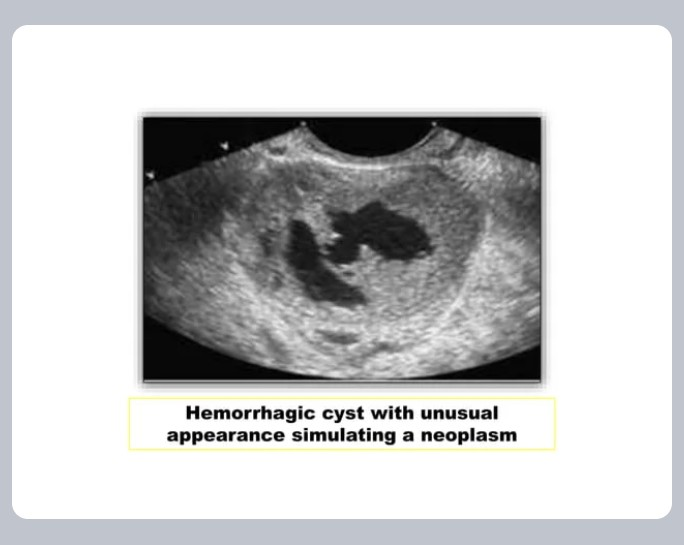 Hemorrhagic cyst with unusual
appearance simulating a neoplasm